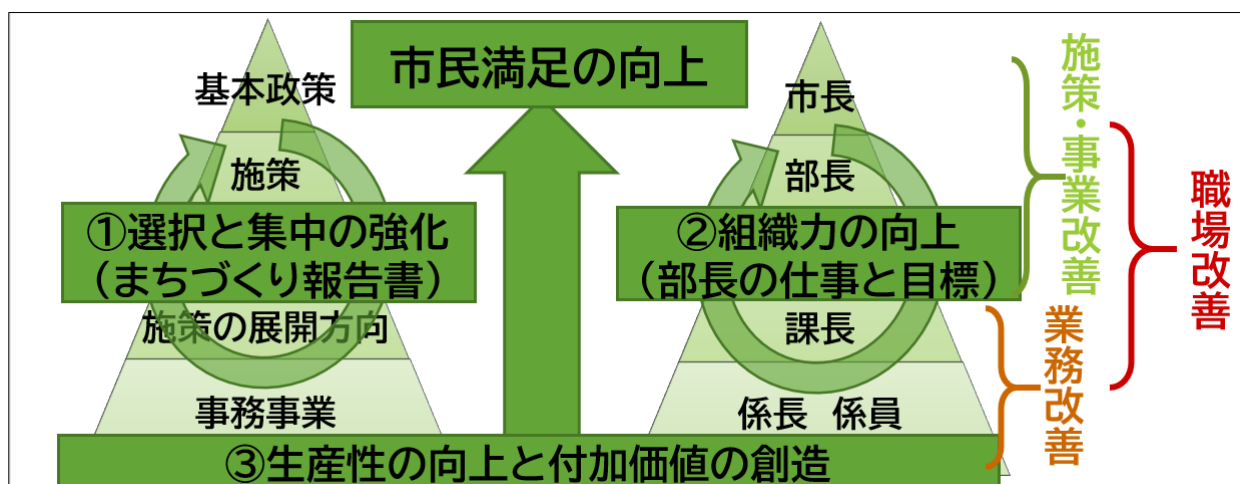 市民満足の向上
基本政策
施策
①選択と集中の強化
（まちづくり報告書）
施策の展開方向
事務事業
市長
部長
②組織力の向上
（部長の仕事と目標）
課長
係長 係員
③生産性の向上と付加価値の創造
施策・事業改善
業務改善
職場改善